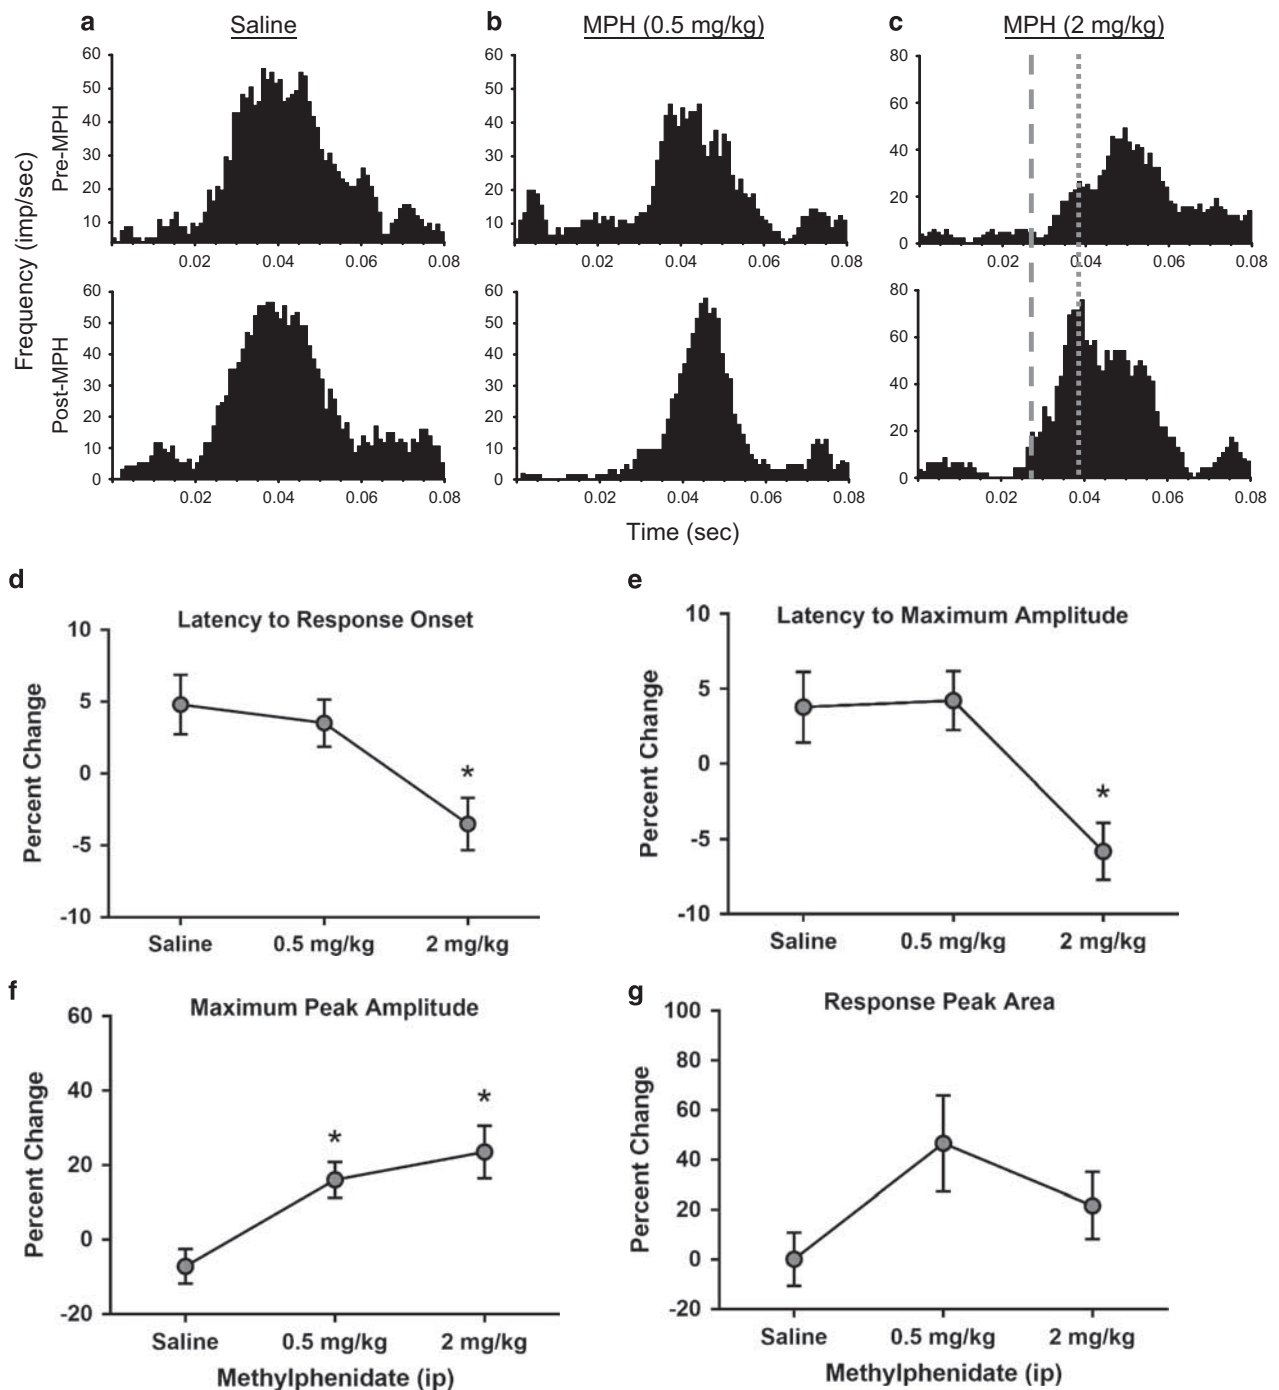 a Saline b MPH (0.5 mg/kg) c MPH (2 mg/kg)
Frequency (imp/sec)
Pre-MPH
60 50 40 30 20 10
0.02 0.04 0.06 0.08
60 50 40 30 20 10
0.02 0.04 0.06 0.08
80 60 40 20 0
0.02 0.04 0.06 0.08
Post-MPH
60 50 40 30 20 10 0
0.02 0.04 0.06 0.08
60 50 40 30 20 10 0
0.02 0.04 0.06 0.08
80 60 40 20 0
0.02 0.04 0.06 0.08
Time (sec)
d
Latency to Response Onset
Percent Change
10
5
0
-5
-10
*
Saline 0.5 mg/kg 2 mg/kg
e
Latency to Maximum Amplitude
Percent Change
10
5
0
-5
-10
*
Saline 0.5 mg/kg 2 mg/kg
f
Maximum Peak Amplitude
Percent Change
60
40
20
0
-20
* *
Saline 0.5 mg/kg 2 mg/kg
Methylphenidate (ip)
g
Response Peak Area
Percent Change
100
80
60
40
20
0
-20
Saline 0.5 mg/kg 2 mg/kg
Methylphenidate (ip)